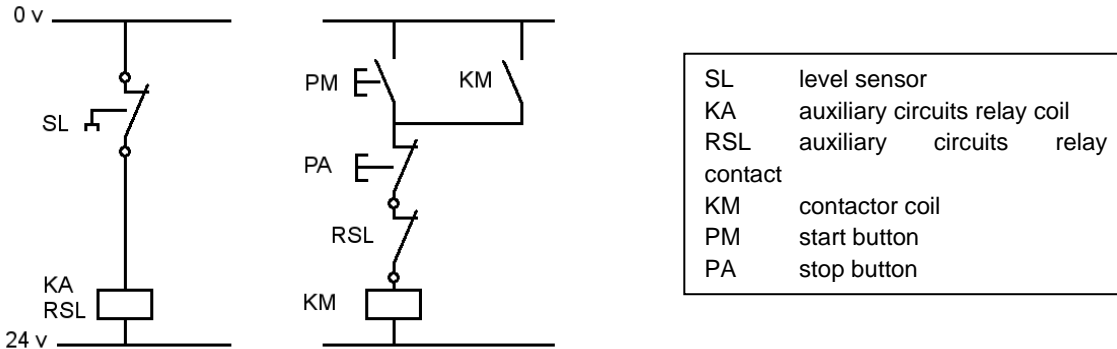 0 v
SL
KA
RSL
24 v
PM
KM
PA
RSL
KM
SL level sensor
KA auxiliary circuits relay coil
RSL auxiliary circuits relay
contact
KM contactor coil
PM start button
PA stop button